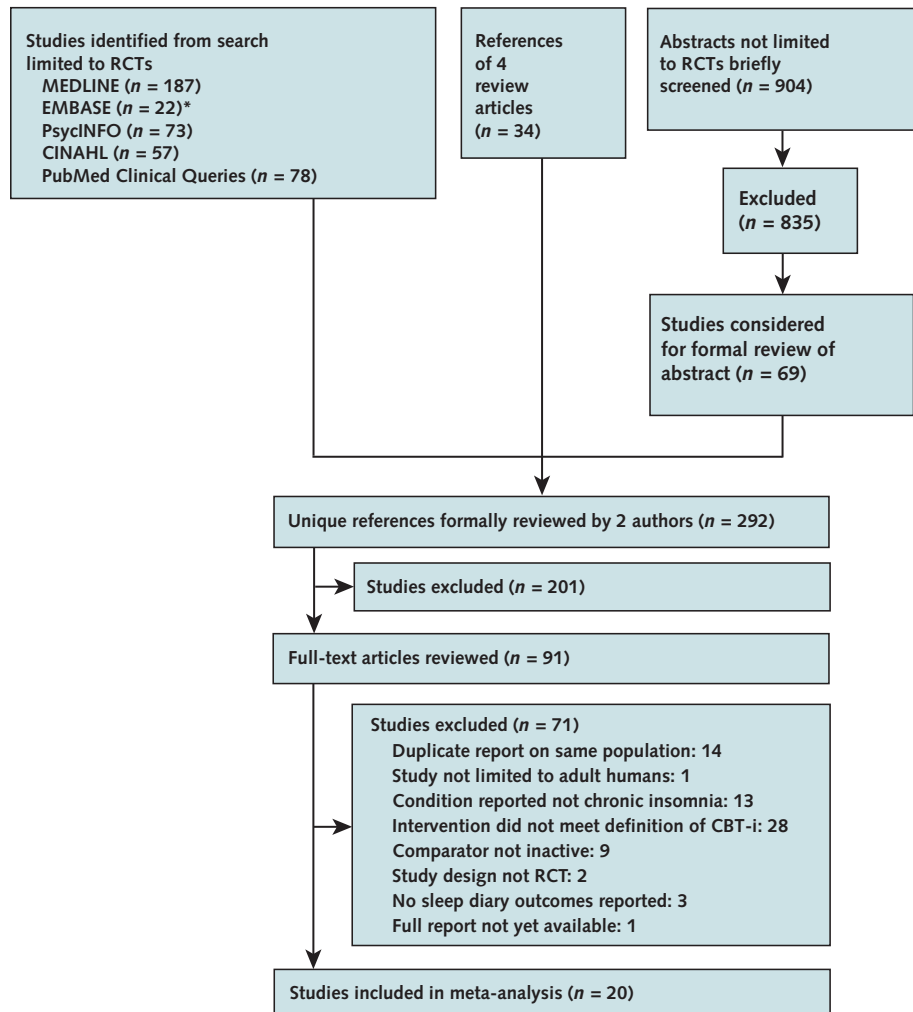 Studies identified from search
limited to RCTs
MEDLINE (n = 187)
EMBASE (n = 22)*
PsycINFO (n = 73)
CINAHL (n = 57)
PubMed Clinical Queries (n = 78)
References
of 4
review
articles
(n = 34)
Abstracts not limited
to RCTs briefly
screened (n = 904)
Excluded
(n = 835)
Studies considered
for formal review of
abstract (n = 69)
Unique references formally reviewed by 2 authors (n = 292)
Studies excluded (n = 201)
Full-text articles reviewed (n = 91)
Studies excluded (n = 71)
Duplicate report on same population: 14
Study not limited to adult humans: 1
Condition reported not chronic insomnia: 13
Intervention did not meet definition of CBT-i: 28
Comparator not inactive: 9
Study design not RCT: 2
No sleep diary outcomes reported: 3
Full report not yet available: 1
Studies included in meta-analysis (n = 20)